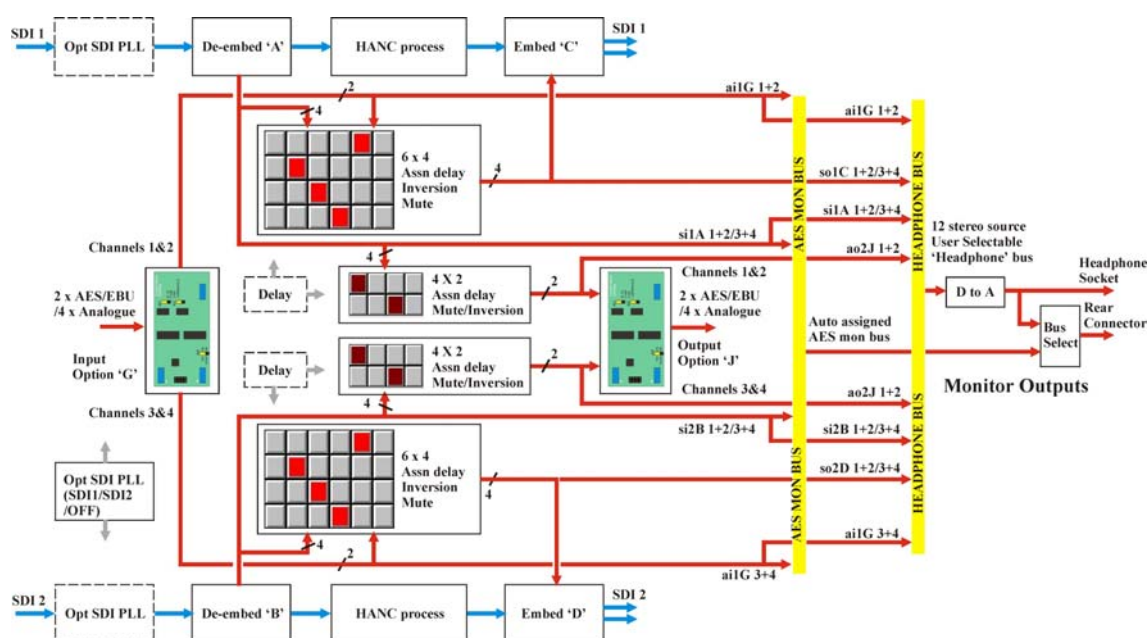 SDI 1
Opt SDI PLL
De-embed ‘A’
HANC process
Embed ‘C’
SDI 1
2
ai1G 1+2
4
ai1G 1+2
6 x 4
Assn delay
Inversion
Mute
4
so1C 1+2/3+4
AES MON BUS
HEADPHONE BUS
si1A 1+2/3+4
si1A 1+2/3+4
12 stereo source
User Selectable
‘Headphone’ bus
Channels 1&2
4
ao2J 1+2
Headphone
Socket
2 x AES/EBU
/4 x Analogue
Delay
4 X 2
Assn delay
Mute/Inversion
2
Channels 1&2
2 x AES/EBU
/4 x Analogue
D to A
Rear
Connector
Bus
Select
Auto assigned
AES mon bus
Input
Option ‘G’
Delay
4 X 2
Assn delay
Mute/Inversion
2
Output
Option ‘J’
Monitor Outputs
Channels 3&4
Channels 3&4
4
ao2J 1+2
si2B 1+2/3+4
si2B 1+2/3+4
6 x 4
Assn delay
Inversion
Mute
4
so2D 1+2/3+4
AES MON BUS
HEADPHONE BUS
Opt SDI PLL
(SDI1/SDI2
/OFF)
4
2
ai1G 3+4
ai1G 3+4
SDI 2
Opt SDI PLL
De-embed ‘B’
HANC process
Embed ‘D’
SDI 2